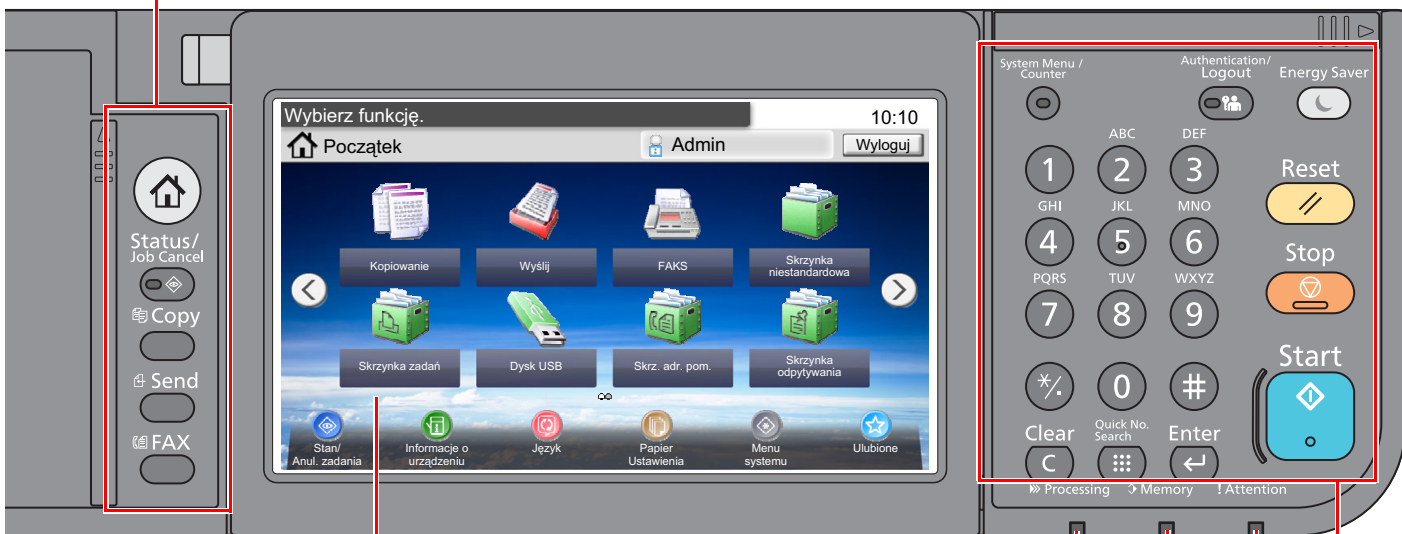 Status/
Job Cancel
Copy
Send
FAX
Wybierz funkcję.
10:10
Początek
Admin
Wyloguj
Kopiowanie
Wyślij
FAKS
Skrzynka
niestandardowa
Skrzynka zadań
Dysk USB
Skrz. adr. pom.
Skrzynka
odpytywania
Stan/
Anul. zadania
Informacje o
urządzeniu
Język
Papier
Ustawienia
Menu
systemu
Ulubione
System Menu /
Counter
Authentication/
Logout
Energy Saver
ABC
DEF
1
2
3
Reset
GHI
JKL
MNO
4
5
6
Stop
PQRS
TUV
WXYZ
7
8
9
Start
*/.
0
#
Clear
Quick No.
Search
Enter
C
Processing
Memory
! Attention